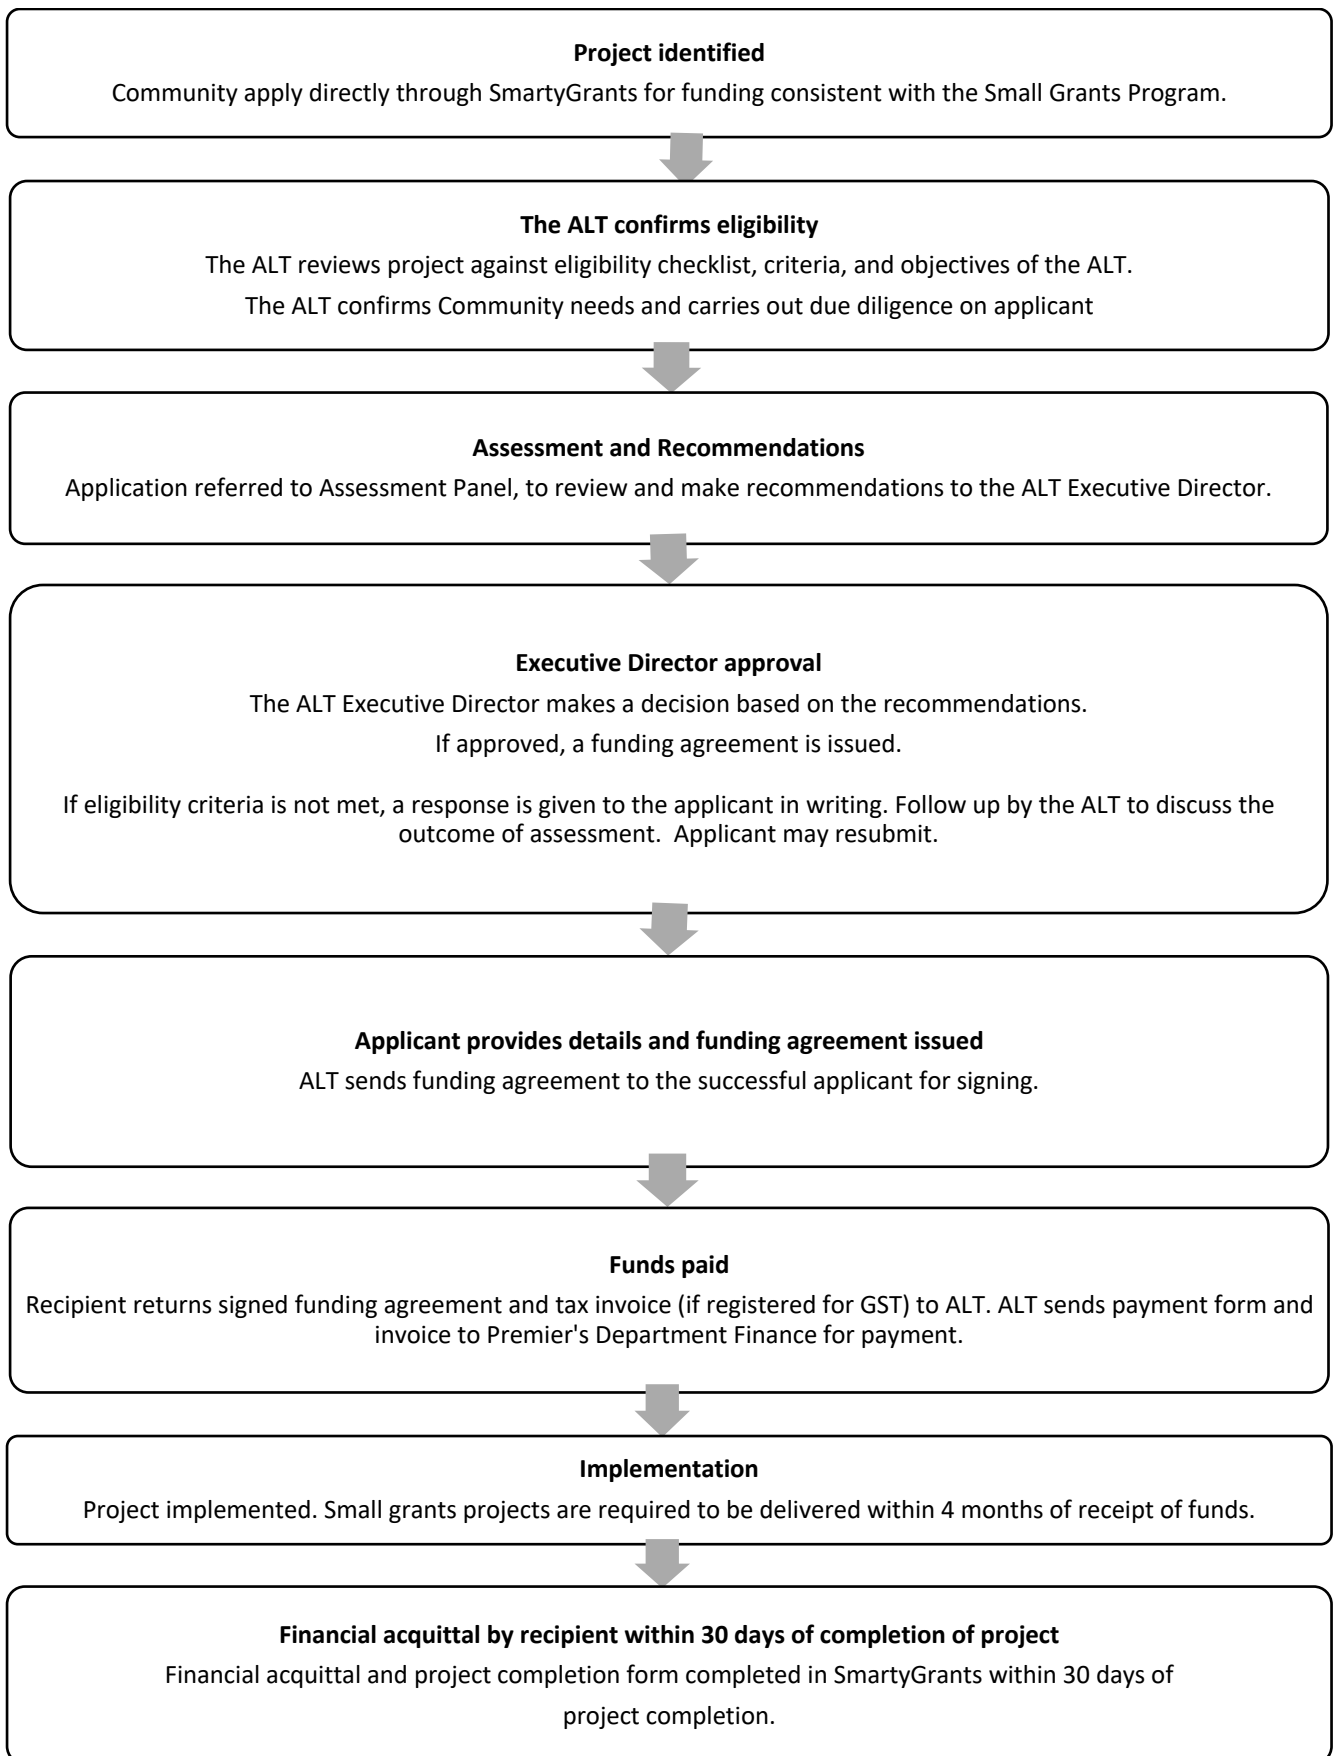 Project identified
Community apply directly through SmartyGrants for funding consistent with the Small Grants Program.
The ALT confirms eligibility
The ALT reviews project against eligibility checklist, criteria, and objectives of the ALT.
The ALT confirms Community needs and carries out due diligence on applicant
Assessment and Recommendations
Application referred to Assessment Panel, to review and make recommendations to the ALT Executive Director.
Executive Director approval
The ALT Executive Director makes a decision based on the recommendations.
If approved, a funding agreement is issued.
If eligibility criteria is not met, a response is given to the applicant in writing. Follow up by the ALT to discuss the
outcome of assessment.  Applicant may resubmit.
Applicant provides details and funding agreement issued
ALT sends funding agreement to the successful applicant for signing.
Funds paid
Recipient returns signed funding agreement and tax invoice (if registered for GST) to ALT. ALT sends payment form and
invoice to Premier's Department Finance for payment.
Implementation
Project implemented. Small grants projects are required to be delivered within 4 months of receipt of funds.
Financial acquittal by recipient within 30 days of completion of project
Financial acquittal and project completion form completed in SmartyGrants within 30 days of
project completion.